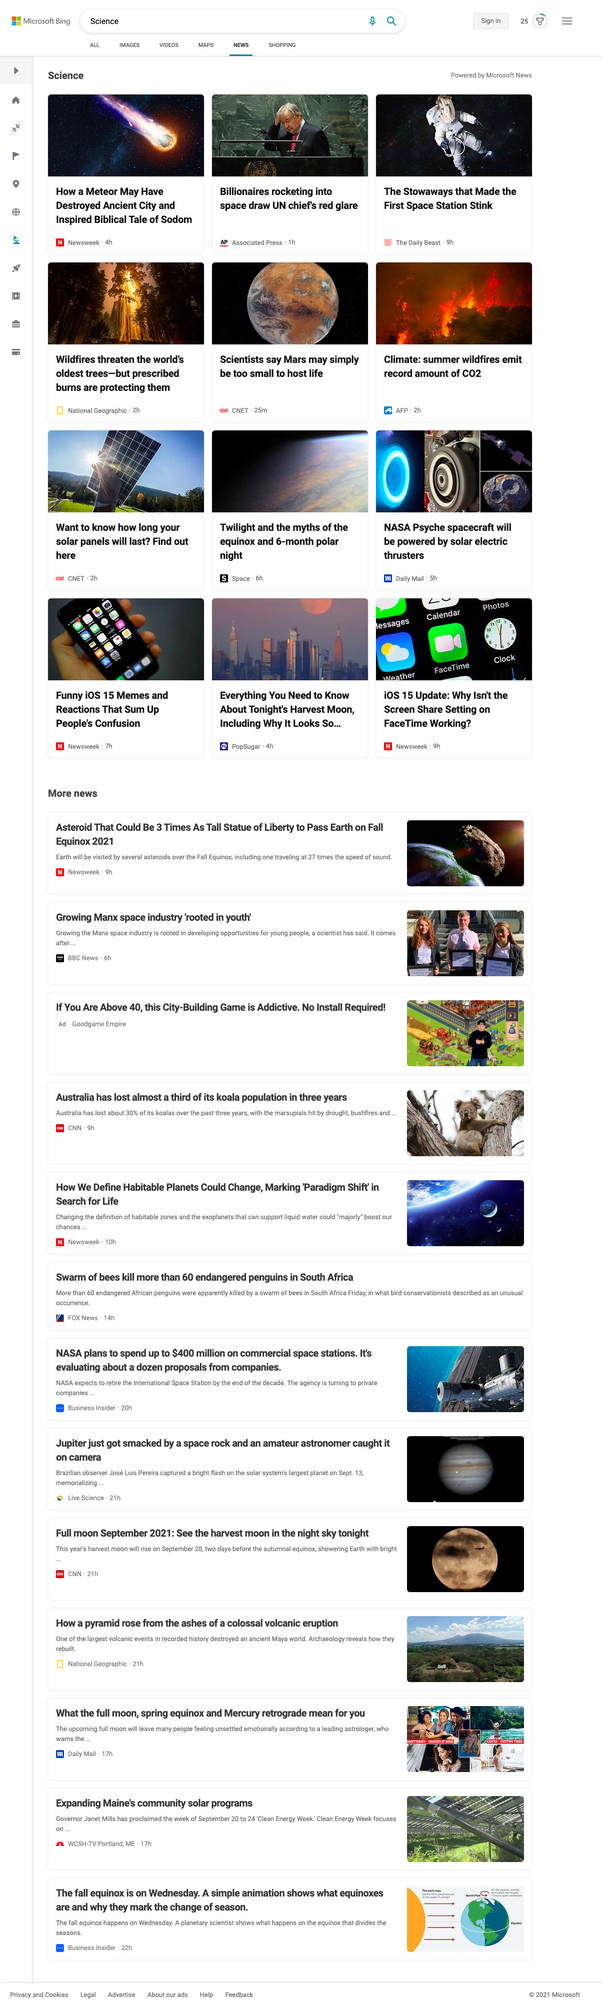 Microsoft Bing
Science
Sign in
25
ALL IMAGES VIDEOS MAPS NEWS SHOPPING
Science
Powered by Microsoft News
How a Meteor May Have
Destroyed Ancient City and
Inspired Biblical Tale of Sodom
Newsweek · 4h
Billionaires rocketing into
space draw UN chief's red glare
AP Associated Press · 1h
The Stowaways that Made the
First Space Station Stink
The Daily Beast · 9h
Wildfires threaten the world's
oldest trees—but prescribed
burns are protecting them
National Geographic · 2h
Scientists say Mars may simply
be too small to host life
CNET · 25m
Climate: summer wildfires emit
record amount of CO2
AFP · 2h
Want to know how long your
solar panels will last? Find out
here
CNET · 2h
Twilight and the myths of the
equinox and 6-month polar
night
Space · 6h
NASA Psyche spacecraft will
be powered by solar electric
thrusters
Daily Mail · 5h
Messages
Calendar
Photos
Weather
FaceTime
Clock
Funny iOS 15 Memes and
Reactions That Sum Up
People's Confusion
Newsweek · 7h
Everything You Need to Know
About Tonight's Harvest Moon,
Including Why It Looks So...
PopSugar · 4h
iOS 15 Update: Why Isn't the
Screen Share Setting on
FaceTime Working?
Newsweek · 9h
More news
Asteroid That Could Be 3 Times As Tall Statue of Liberty to Pass Earth on Fall
Equinox 2021
Earth will be visited by several asteroids over the Fall Equinox, including one traveling at 27 times the speed of sound.
Newsweek · 9h
Growing Manx space industry 'rooted in youth'
Growing the Manx space industry is rooted in developing opportunities for young people, a scientist has said. It comes
after ...
BBC News · 6h
If You Are Above 40, this City-Building Game is Addictive. No Install Required!
Ad Goodgame Empire
Australia has lost almost a third of its koala population in three years
Australia has lost about 30% of its koalas over the past three years, with the marsupials hit by drought, bushfires and ...
CNN · 9h
How We Define Habitable Planets Could Change, Marking 'Paradigm Shift' in
Search for Life
Changing the definition of habitable zones and the exoplanets that can support liquid water could "majorly" boost our
chances ...
Newsweek · 10h
Swarm of bees kill more than 60 endangered penguins in South Africa
More than 60 endangered African penguins were apparently killed by a swarm of bees in South Africa Friday, in what bird conservationists described as an unusual
occurrence.
FOX News · 14h
NASA plans to spend up to $400 million on commercial space stations. It's
evaluating about a dozen proposals from companies.
NASA expects to retire the International Space Station by the end of the decade. The agency is turning to private
companies ...
Business Insider · 20h
Jupiter just got smacked by a space rock and an amateur astronomer caught it
on camera
Brazilian observer José Luis Pereira captured a bright flash on the solar system's largest planet on Sept. 13,
memorializing ...
Live Science · 21h
Full moon September 2021: See the harvest moon in the night sky tonight
This year's harvest moon will rise on September 20, two days before the autumnal equinox, showering Earth with bright
...
CNN · 21h
How a pyramid rose from the ashes of a colossal volcanic eruption
One of the largest volcanic events in recorded history destroyed an ancient Maya world. Archaeology reveals how they
rebuilt.
National Geographic · 21h
What the full moon, spring equinox and Mercury retrograde mean for you
The upcoming full moon will leave many people feeling unsettled emotionally according to a leading astrologer, who
warns the ...
Daily Mail · 17h
Expanding Maine's community solar programs
Governor Janet Mills has proclaimed the week of September 20 to 24 'Clean Energy Week.' Clean Energy Week focuses
on ...
WCSH-TV Portland, ME · 17h
The fall equinox is on Wednesday. A simple animation shows what equinoxes
are and why they mark the change of season.
The fall equinox happens on Wednesday. A planetary scientist shows what happens on the equinox that divides the
seasons.
Business Insider · 22h
Privacy and Cookies Legal Advertise About our ads Help Feedback
© 2021 Microsoft